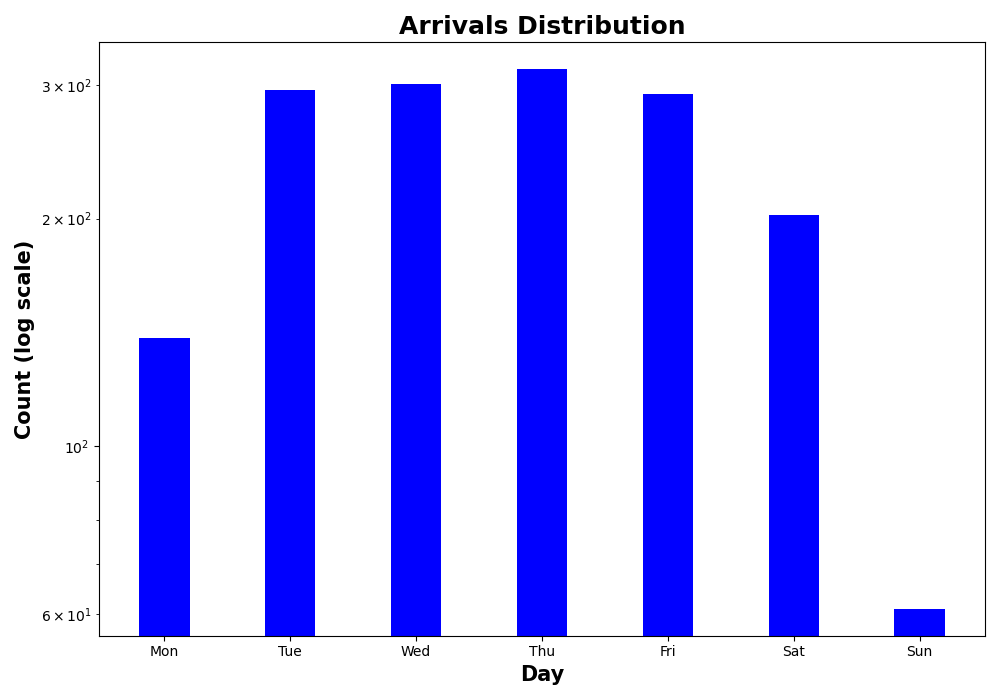 Arrivals Distribution
3 × 10²
2 × 10²
10²
6 × 10¹
Count (log scale)
Mon Tue Wed Thu Fri Sat Sun
Day